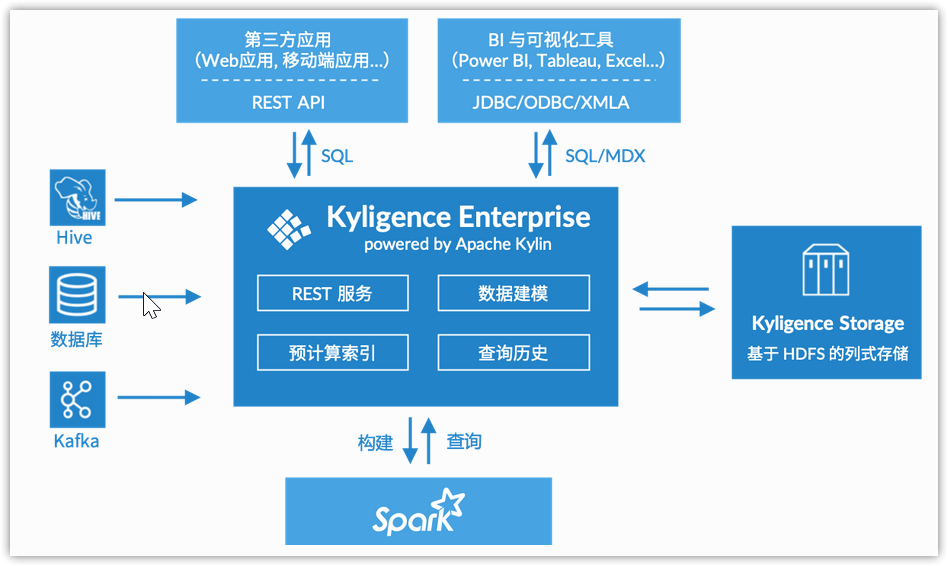 第三方应用
（Web应用, 移动端应用...）
REST API
BI 与可视化工具
（Power BI, Tableau, Excel...）
JDBC/ODBC/XMLA
SQL
SQL/MDX
HIVE
Hive
数据库
Kafka
Kyligence Enterprise
powered by Apache Kylin
REST 服务
数据建模
预计算索引
查询历史
Kyligence Storage
基于 HDFS 的列式存储
构建
查询
Spark